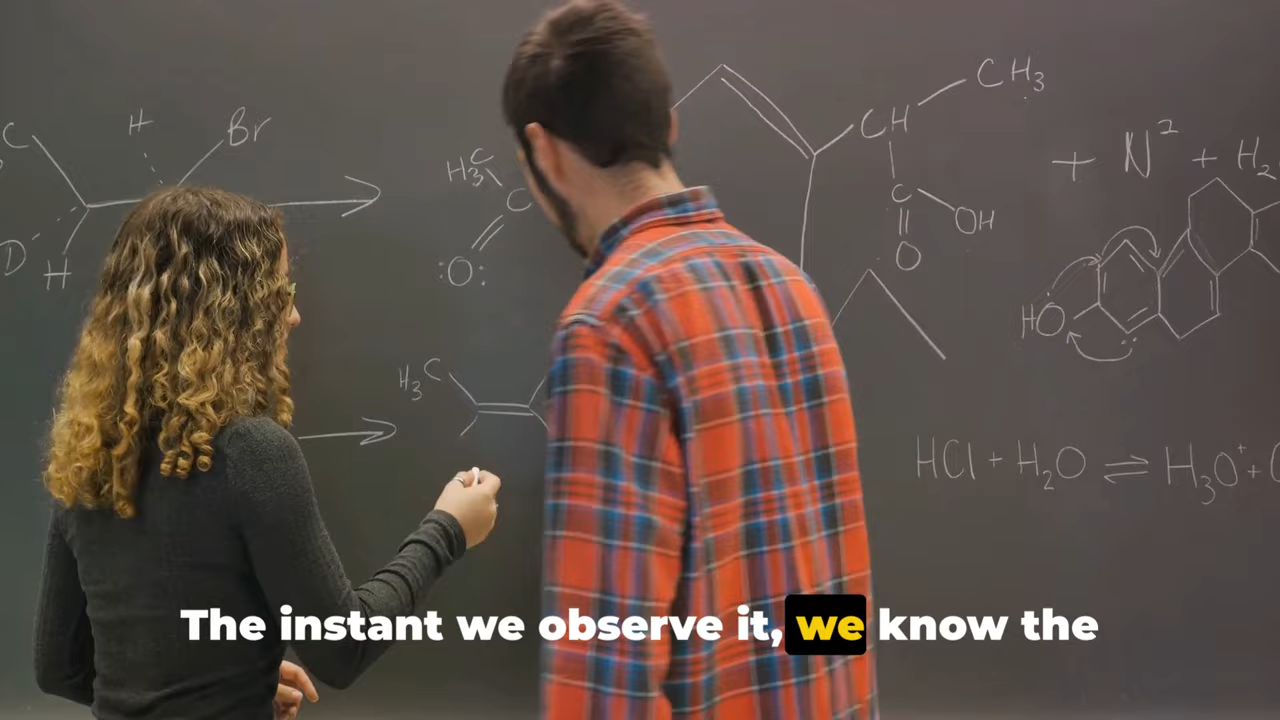 H
Br
C
D
H
H₃C
C
:O:
CH
CH₃
C
OH
O
+ N² + H₂
HO
H₃C
HCl + H₂O ⇌ H₃O⁺ +
The instant we observe it, we know the